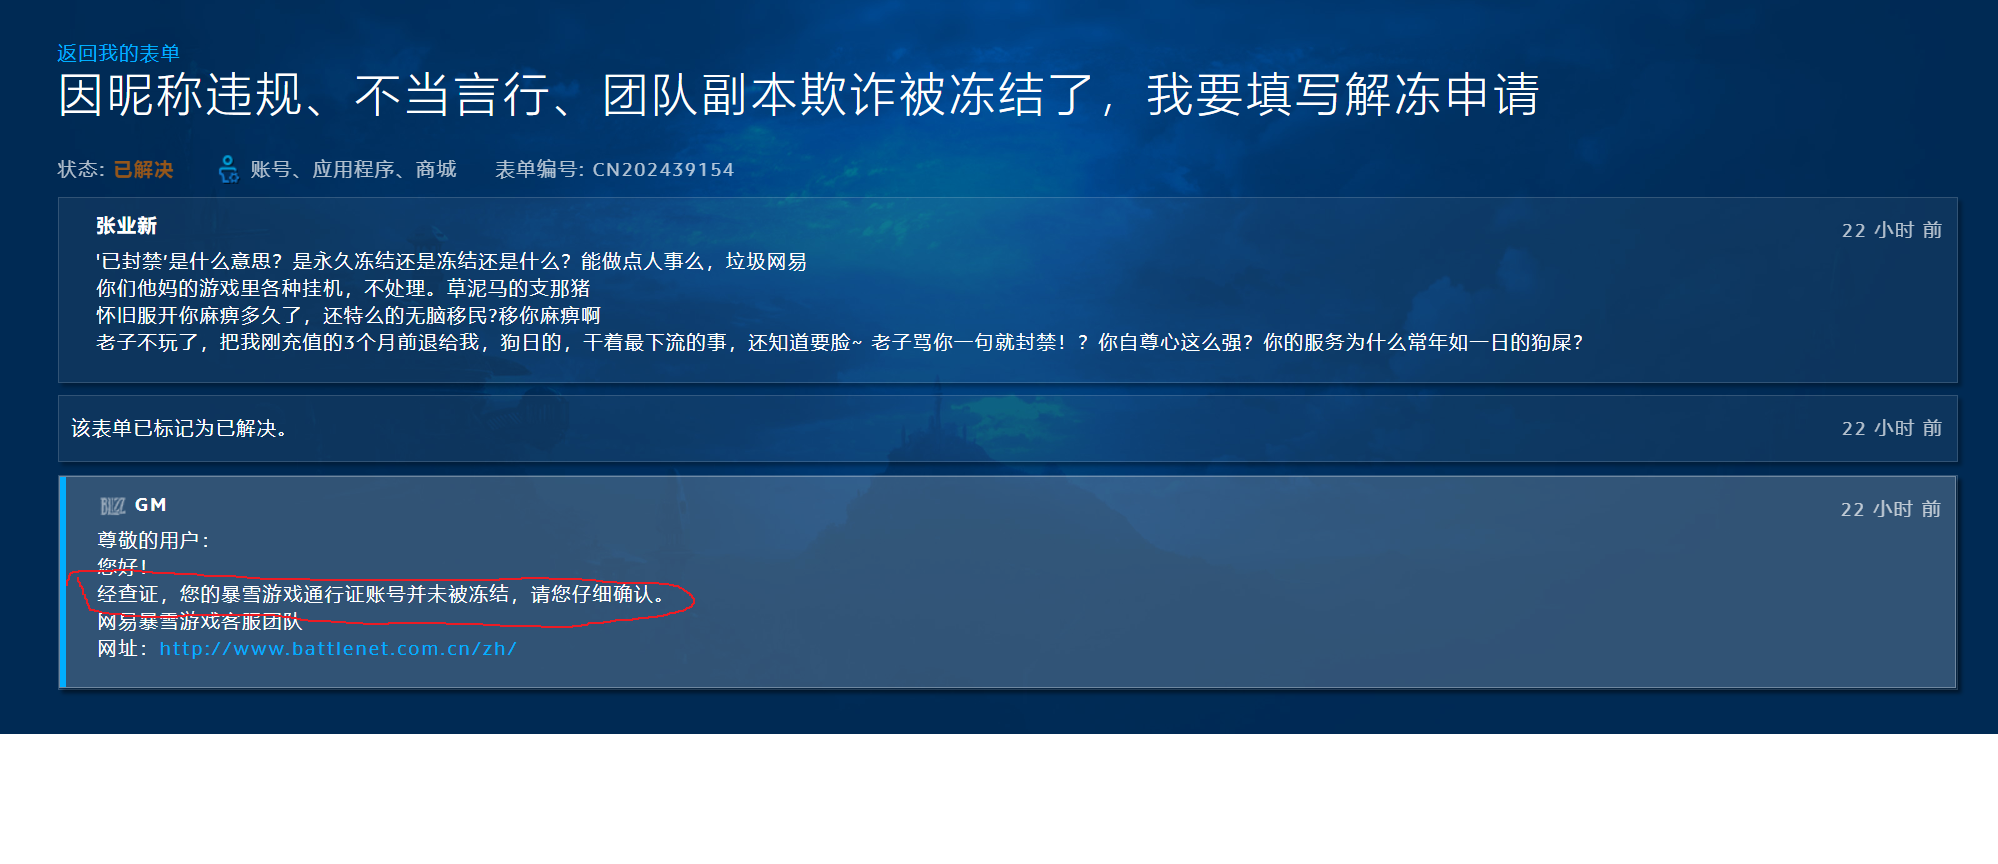 返回我的表单
因昵称违规、不当言行、团队副本欺诈被冻结了，我要填写解冻申请
状态: 已解决 账号、应用程序、商城 表单编号: CN202439154
张业新 22 小时 前
'已封禁'是什么意思？是永久冻结还是冻结还是什么？能做点人事么，垃圾网易
你们他妈的游戏里各种挂机，不处理。草泥马的支那猪
怀旧服开你麻痹多久了，还特么的无脑移民?移你麻痹啊
老子不玩了，把我刚充值的3个月前退给我，狗日的，干着最下流的事，还知道要脸~ 老子骂你一句就封禁！？你自尊心这么强？你的服务为什么常年如一日的狗屎？
该表单已标记为已解决。 22 小时 前
BLIZZ GM 22 小时 前
尊敬的用户：
您好！
经查证，您的暴雪游戏通行证账号并未被冻结，请您仔细确认。
网易暴雪游戏客服团队
网址：http://www.battlenet.com.cn/zh/